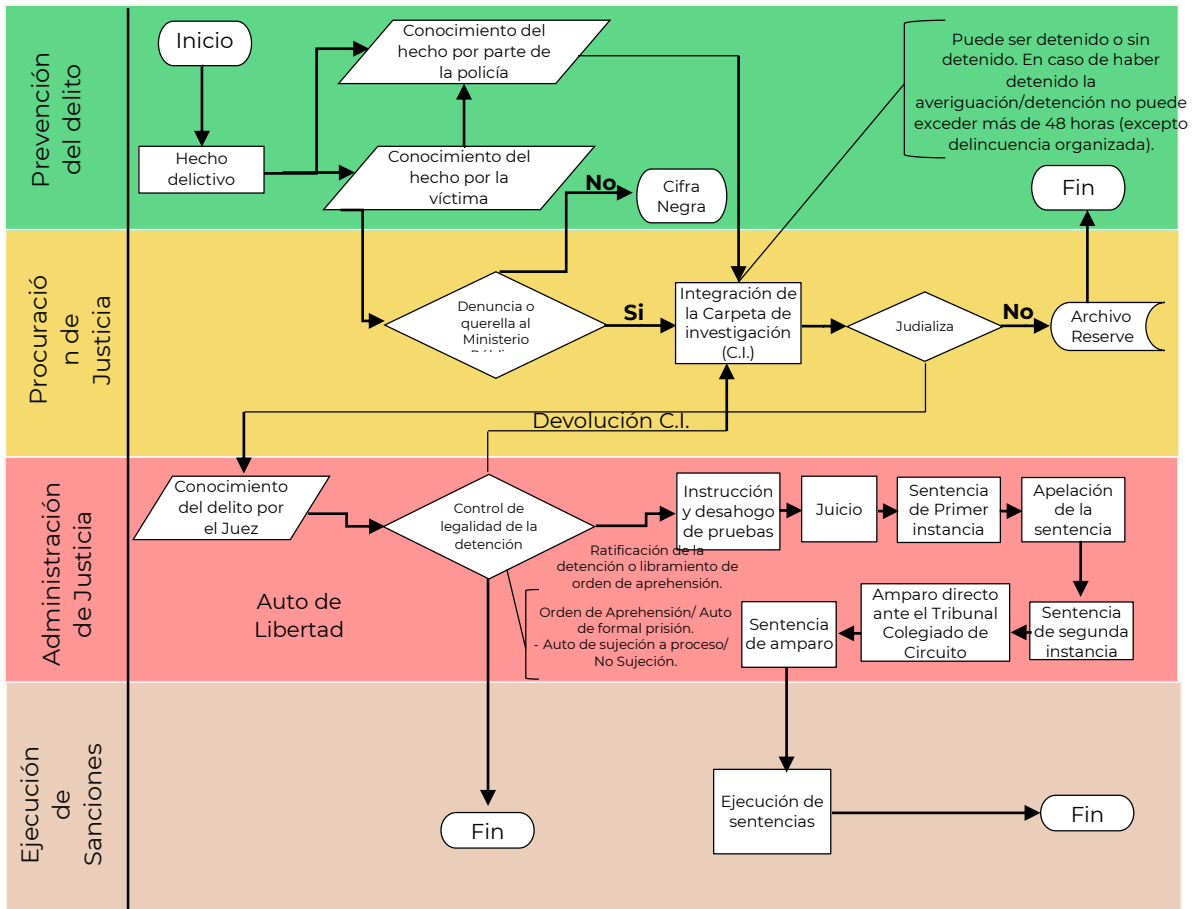 Prevención
del delito
Inicio
Hecho
delictivo
Conocimiento del
hecho por parte de
la policía
Conocimiento del
hecho por la
víctima
No
Cifra
Negra
Puede ser detenido o sin
detenido. En caso de haber
detenido la
averiguación/detención no puede
exceder más de 48 horas (excepto
delincuencia organizada).
Fin
Procuració
n de
Justicia
Denuncia o
querella al
Ministerio
Si
Integración de
la Carpeta de
investigación
(C.I.)
Judializa
No
Archivo
Reserve
Devolución C.I.
Administración
de Justicia
Conocimiento
del delito por
el Juez
Control de
legalidad de la
detención
Instrucción
y desahogo
de pruebas
Juicio
Sentencia
de Primer
instancia
Apelación
de la
sentencia
Ratificación de la
detención o libramiento de
orden de aprehensión.
Auto de
Libertad
Orden de Aprehensión/ Auto
de formal prisión.
- Auto de sujeción a proceso/
No Sujeción.
Sentencia
de amparo
Amparo directo
ante el Tribunal
Colegiado de
Circuito
Sentencia
de segunda
instancia
Ejecución
de
Sanciones
Fin
Ejecución de
sentencias
Fin